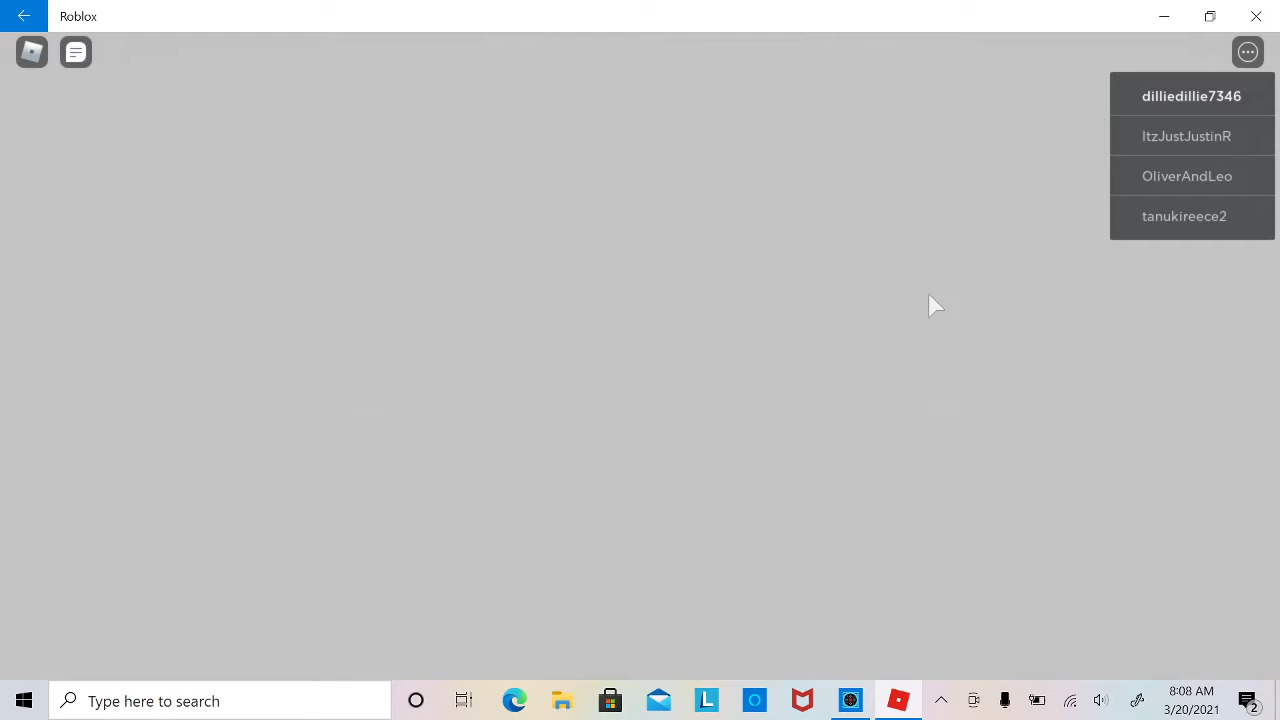 Roblox
dilliedillie7346
ItzJustJustinR
OliverAndLeo
tanukireece2
Type here to search
L
8:08 AM
3/20/2021
2